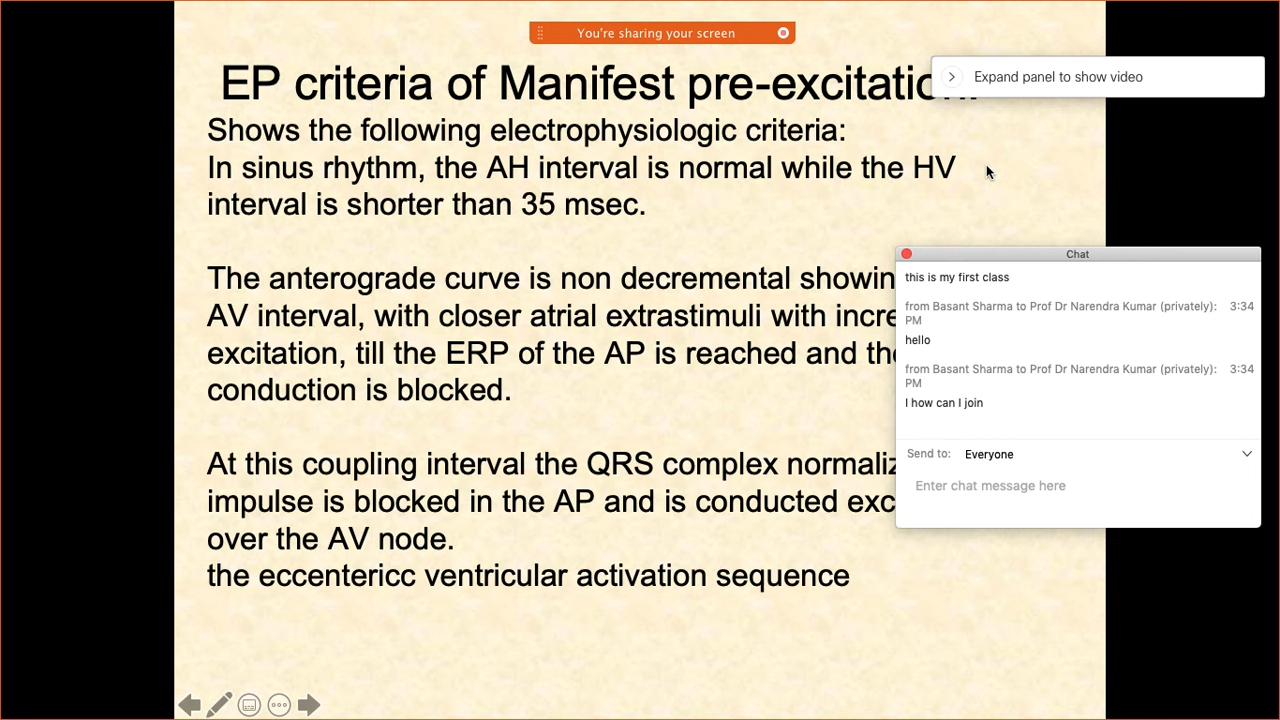 You're sharing your screen
EP criteria of Manifest pre-excitation:
Expand panel to show video
Shows the following electrophysiologic criteria:
In sinus rhythm, the AH interval is normal while the HV
interval is shorter than 35 msec.
The anterograde curve is non decremental
AV interval, with closer atrial extrastimuli with
excitation, till the ERP of the AP is reached and
conduction is blocked.
At this coupling interval the QRS complex
impulse is blocked in the AP and is conducted
over the AV node.
the eccentericc ventricular activation sequence
Chat
this is my first class
from Basant Sharma to Prof Dr Narendra Kumar (privately): 3:34
PM
hello
from Basant Sharma to Prof Dr Narendra Kumar (privately): 3:34
PM
I how can I join
Send to: Everyone
Enter chat message here